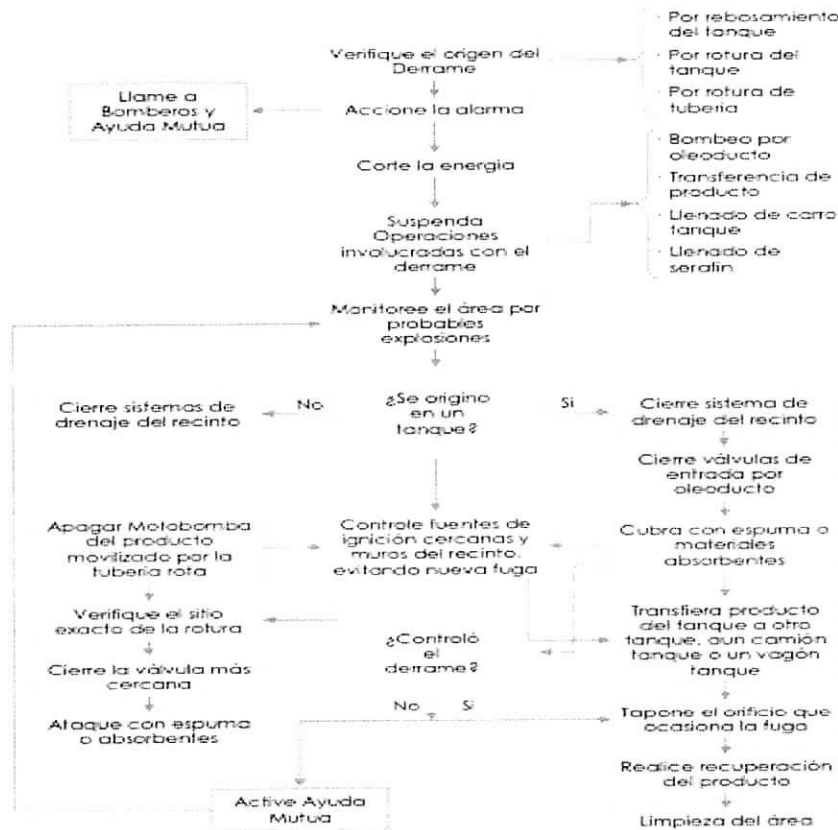 Verifique el origen del
Derrame
· Por rebosamiento
del tanque
· Por rotura del
tanque
· Por rotura de
tubería
Llame a
Bomberos y
Ayuda Mutua
Accione la alarma
Corte la energia
Suspenda
Operaciones
involucradas con el
derrame
· Bombeo por
oleoducto
· Transferencia de
producto
· Llenado de carro
tanque
· Llenado de
serafin
Monitoree el área por
probables
explosiones
¿Se origino
en un
tanque?
No
Si
Cierre sistemas de
drenaje del recinto
Cierre sistema de
drenaje del recinto
Cierre válvulas de
entrada por
oleoducto
Apagar Motobomba
del producto
movilizado por la
tubería rota
Controle fuentes de
ignición cercanas y
muros del recinto,
evitando nueva fuga
Cubra con espuma o
materiales
absorbentes
Verifique el sitio
exacto de la rotura
¿Controló
el
derrame?
Transfiera producto
del tanque a otro
tanque, aun camión
tanque o un vagón
tanque
Cierre la válvula más
cercana
Ataque con espuma
o absorbentes
No
Si
Tapone el orificio que
ocasiona la fuga
Realice recuperación
del producto
Active Ayuda
Mutua
Limpieza del área